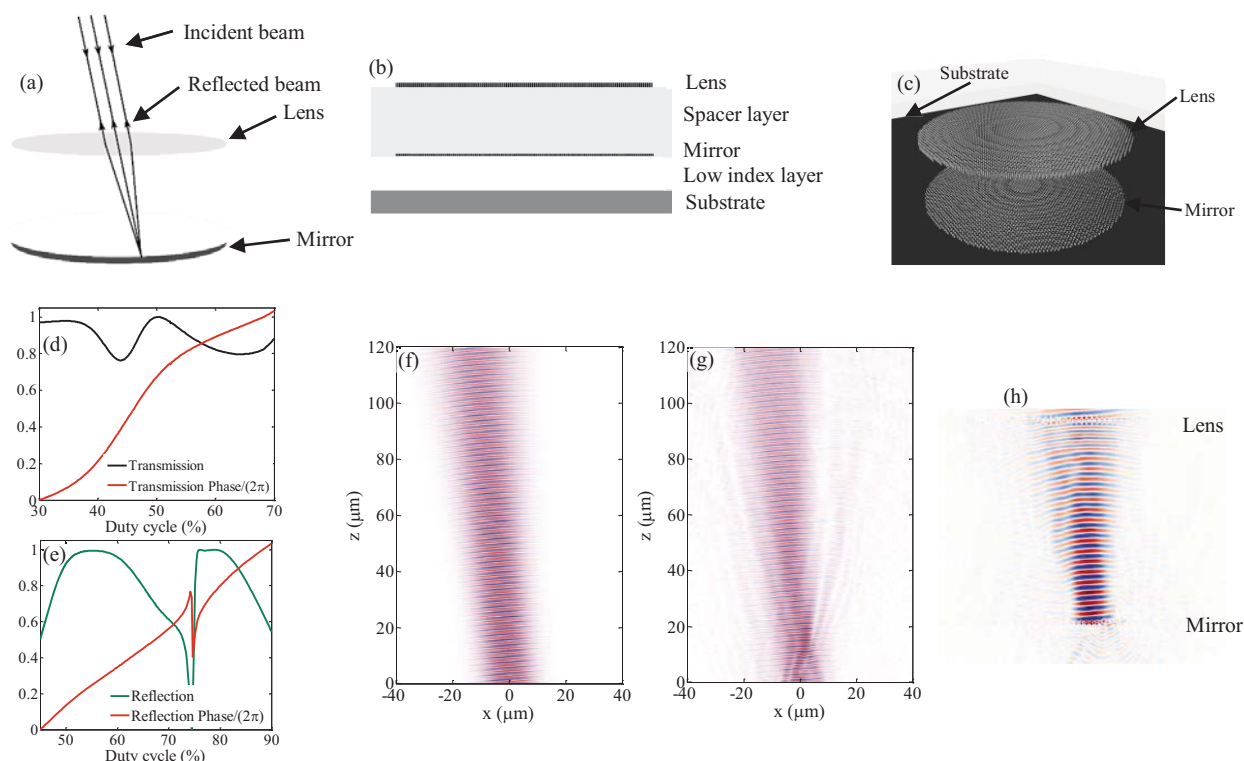 (a)
Incident beam
Reflected beam
Lens
Mirror
(b)
Lens
Spacer layer
Mirror
Low index layer
Substrate
(c)
Substrate
Lens
Mirror
(d)
1
0.8
0.6
0.4
0.2
0
Transmission
Transmission Phase/(2π)
30 40 50 60 70
Duty cycle (%)
(e)
1
0.8
0.6
0.4
0.2
0
Reflection
Reflection Phase/(2π)
50 60 70 80 90
Duty cycle (%)
(f)
120
100
80
60
40
20
0
z (μm)
-40 -20 0 20 40
x (μm)
(g)
120
100
80
60
40
20
0
z (μm)
-40 -20 0 20 40
x (μm)
(h)
Lens
Mirror